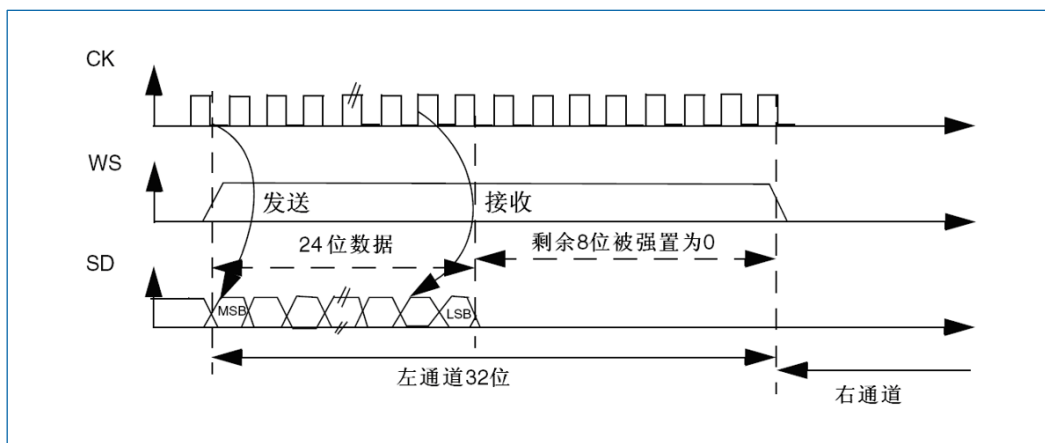 CK
WS
发送
接收
24位数据
剩余8位被强置为0
SD
MSB
LSB
左通道32位
右通道